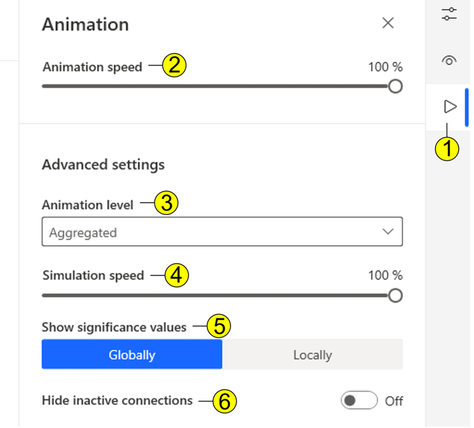 Animation
Animation speed 2 100 %
1
Advanced settings
Animation level 3
Aggregated
Simulation speed 4 100 %
Show significance values 5
Globally Locally
Hide inactive connections 6 Off